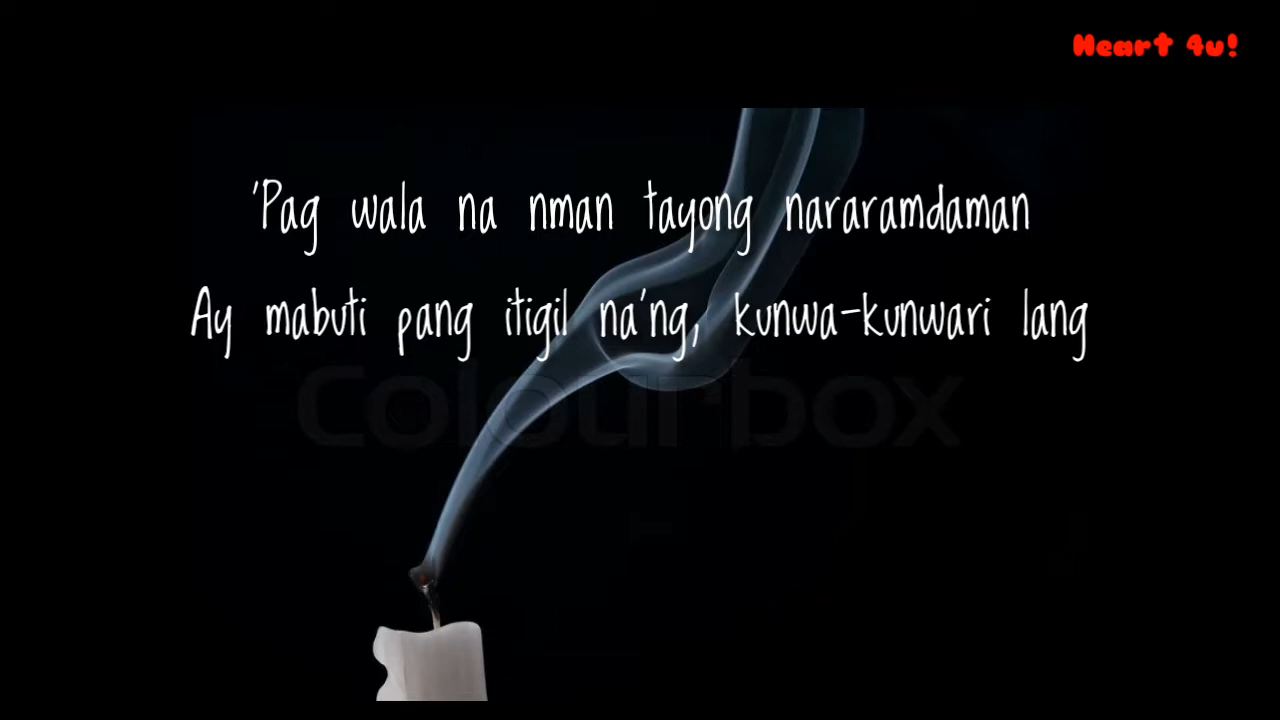 Heart 4u!
'Pag wala na nman tayong nararamdaman
Ay mabuti pang itigil na'ng, kunwa-kunwari lang
Colourbox